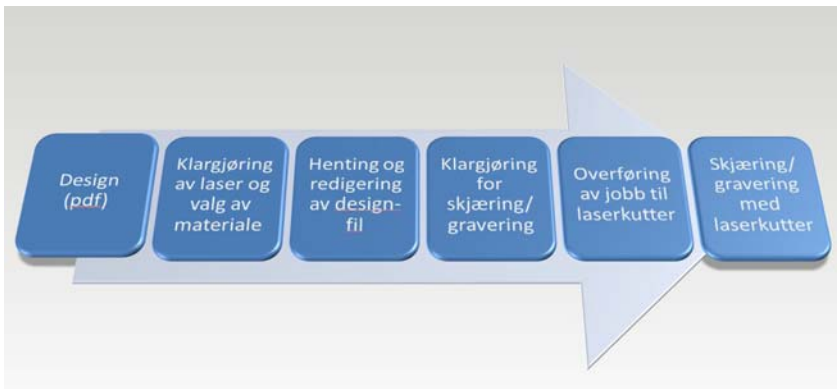 Design
(pdf)
Klargjøring
av laser og
valg av
materiale
Henting og
redigering
av design-
fil
Klargjøring
for
skjæring/
gravering
Overføring
av jobb til
laserkutter
Skjæring/
gravering
med
laserkutter